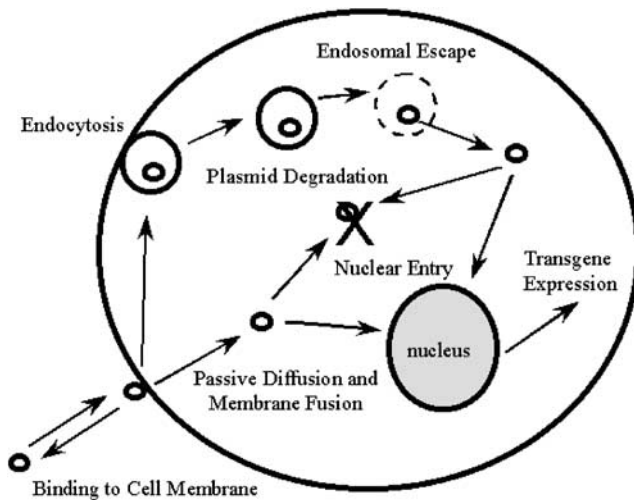 Endosomal Escape
Endocytosis
Plasmid Degradation
X
Nuclear Entry
Transgene
Expression
nucleus
Passive Diffusion and
Membrane Fusion
Binding to Cell Membrane